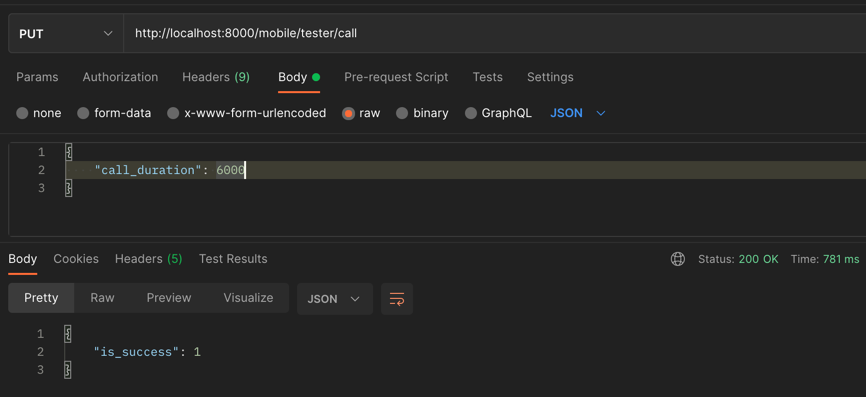 PUT http://localhost:8000/mobile/tester/call
Params Authorization Headers (9) Body Pre-request Script Tests Settings
none form-data x-www-form-urlencoded raw binary GraphQL JSON
1 {
2 "call_duration": 6000
3 }
Body Cookies Headers (5) Test Results Status: 200 OK Time: 781 ms
Pretty Raw Preview Visualize JSON
1 {
2 "is_success": 1
3 }